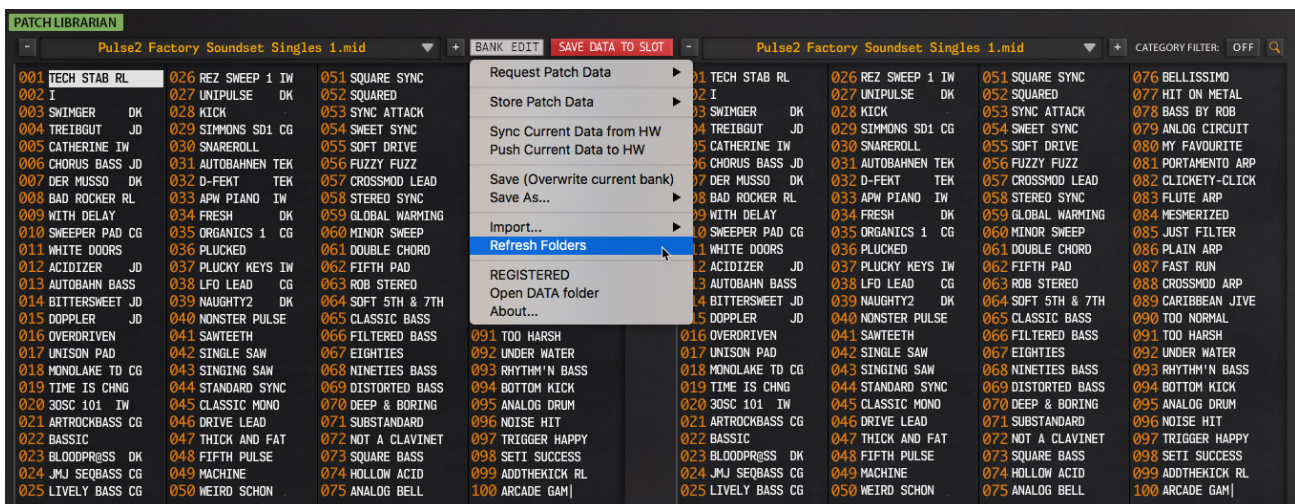 PATCH LIBRARIAN
- Pulse2 Factory Soundset Singles 1.mid +
BANK EDIT
SAVE DATA TO SLOT
- Pulse2 Factory Soundset Singles 1.mid +
CATEGORY FILTER: OFF
001 TECH STAB RL
002 I
003 SWIMGER DK
004 TREIBGUT JD
005 CATHERINE IW
006 CHORUS BASS JD
007 DER MUSSO DK
008 BAD ROCKER RL
009 WITH DELAY
010 SWEEPER PAD CG
011 WHITE DOORS
012 ACIDIZER JD
013 AUTOBAHN BASS
014 BITTERSWEET JD
015 DOPPLER JD
016 OVERDRIVEN
017 UNISON PAD
018 MONOLAKE TD CG
019 TIME IS CHNG
020 3OSC 101 IW
021 ARTROCKBASS CG
022 BASSIC
023 BLOODPR@SS DK
024 JMJ SEQBASS CG
025 LIVELY BASS CG
026 REZ SWEEP 1 IW
027 UNIPULSE DK
028 KICK
029 SIMMONS SD1 CG
030 SNAREROLL
031 AUTOBAHNEN TEK
032 D-FEKT TEK
033 APW PIANO IW
034 FRESH DK
035 ORGANICS 1 CG
036 PLUCKED
037 PLUCKY KEYS IW
038 LFO LEAD CG
039 NAUGHTY2 DK
040 NONSTER PULSE
041 SAWTEETH
042 SINGLE SAW
043 SINGING SAW
044 STANDARD SYNC
045 CLASSIC MONO
046 DRIVE LEAD
047 THICK AND FAT
048 FIFTH PULSE
049 MACHINE
050 WEIRD SCHON
051 SQUARE SYNC
052 SQUARED
053 SYNC ATTACK
054 SWEET SYNC
055 SOFT DRIVE
056 FUZZY FUZZ
057 CROSSMOD LEAD
058 STEREO SYNC
059 GLOBAL WARMING
060 MINOR SWEEP
061 DOUBLE CHORD
062 FIFTH PAD
063 ROB STEREO
064 SOFT 5TH & 7TH
065 CLASSIC BASS
066 FILTERED BASS
067 EIGHTIES
068 NINETIES BASS
069 DISTORTED BASS
070 DEEP & BORING
071 SUBSTANDARD
072 NOT A CLAVINET
073 SQUARE BASS
074 HOLLOW ACID
075 ANALOG BELL
Request Patch Data
Store Patch Data
Sync Current Data from HW
Push Current Data to HW
Save (Overwrite current bank)
Save As...
Import...
Refresh Folders
REGISTERED
Open DATA folder
About...
091 TOO HARSH
092 UNDER WATER
093 RHYTHM'N BASS
094 BOTTOM KICK
095 ANALOG DRUM
096 NOISE HIT
097 TRIGGER HAPPY
098 SETI SUCCESS
099 ADDTHEKICK RL
100 ARCADE GAM|
01 TECH STAB RL
02 I
3 SWIMGER DK
4 TREIBGUT JD
5 CATHERINE IW
6 CHORUS BASS JD
7 DER MUSSO DK
8 BAD ROCKER RL
9 WITH DELAY
0 SWEEPER PAD CG
1 WHITE DOORS
2 ACIDIZER JD
3 AUTOBAHN BASS
4 BITTERSWEET JD
5 DOPPLER JD
016 OVERDRIVEN
017 UNISON PAD
018 MONOLAKE TD CG
019 TIME IS CHNG
020 3OSC 101 IW
021 ARTROCKBASS CG
022 BASSIC
023 BLOODPR@SS DK
024 JMJ SEQBASS CG
025 LIVELY BASS CG
026 REZ SWEEP 1 IW
027 UNIPULSE DK
028 KICK
029 SIMMONS SD1 CG
030 SNAREROLL
031 AUTOBAHNEN TEK
032 D-FEKT TEK
033 APW PIANO IW
034 FRESH DK
035 ORGANICS 1 CG
036 PLUCKED
037 PLUCKY KEYS IW
038 LFO LEAD CG
039 NAUGHTY2 DK
040 NONSTER PULSE
041 SAWTEETH
042 SINGLE SAW
043 SINGING SAW
044 STANDARD SYNC
045 CLASSIC MONO
046 DRIVE LEAD
047 THICK AND FAT
048 FIFTH PULSE
049 MACHINE
050 WEIRD SCHON
051 SQUARE SYNC
052 SQUARED
053 SYNC ATTACK
054 SWEET SYNC
055 SOFT DRIVE
056 FUZZY FUZZ
057 CROSSMOD LEAD
058 STEREO SYNC
059 GLOBAL WARMING
060 MINOR SWEEP
061 DOUBLE CHORD
062 FIFTH PAD
063 ROB STEREO
064 SOFT 5TH & 7TH
065 CLASSIC BASS
066 FILTERED BASS
067 EIGHTIES
068 NINETIES BASS
069 DISTORTED BASS
070 DEEP & BORING
071 SUBSTANDARD
072 NOT A CLAVINET
073 SQUARE BASS
074 HOLLOW ACID
075 ANALOG BELL
076 BELLISSIMO
077 HIT ON METAL
078 BASS BY ROB
079 ANLOG CIRCUIT
080 MY FAVOURITE
081 PORTAMENTO ARP
082 CLICKETY-CLICK
083 FLUTE ARP
084 MESMERIZED
085 JUST FILTER
086 PLAIN ARP
087 FAST RUN
088 CROSSMOD ARP
089 CARIBBEAN JIVE
090 TOO NORMAL
091 TOO HARSH
092 UNDER WATER
093 RHYTHM'N BASS
094 BOTTOM KICK
095 ANALOG DRUM
096 NOISE HIT
097 TRIGGER HAPPY
098 SETI SUCCESS
099 ADDTHEKICK RL
100 ARCADE GAM|